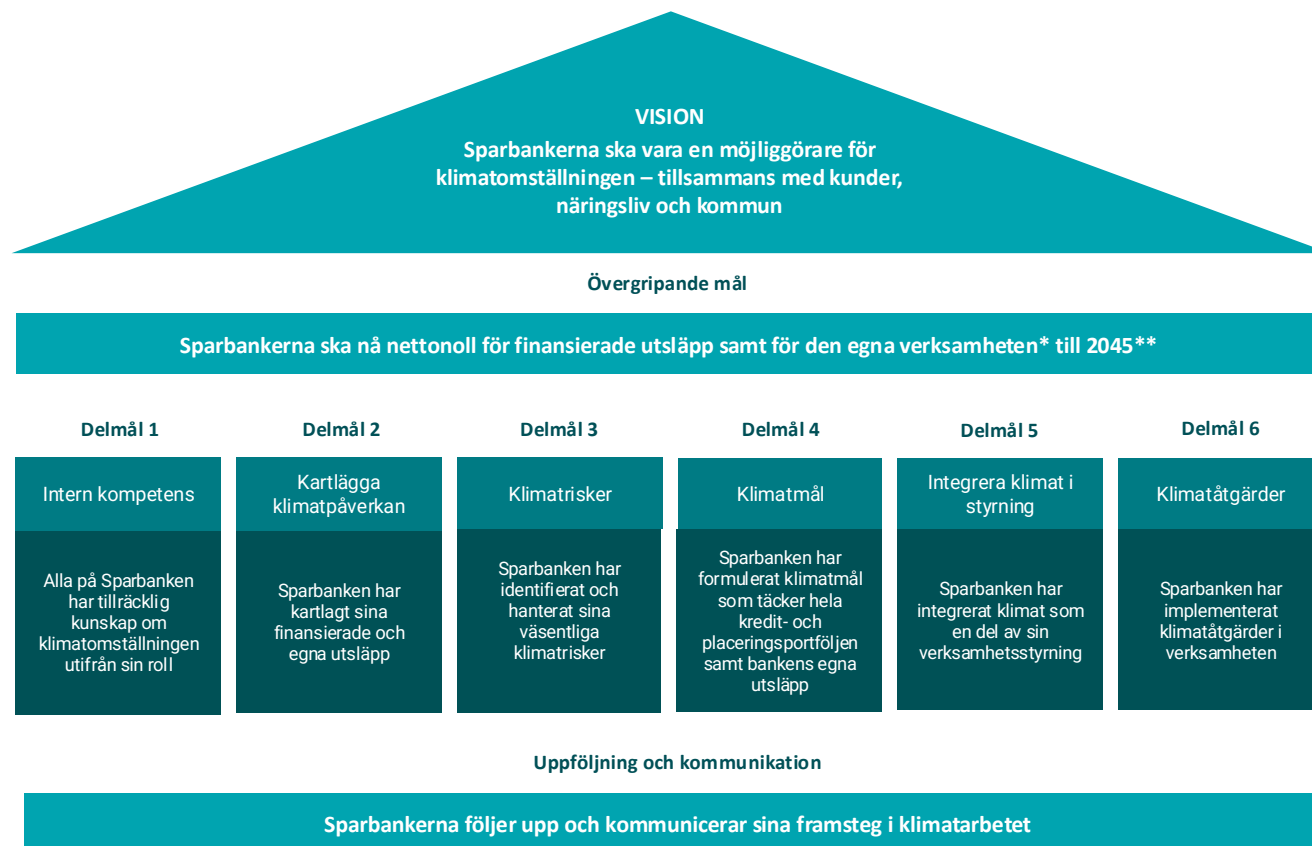 VISION
Sparbankerna ska vara en möjliggörare för
klimatomställningen – tillsammans med kunder,
näringsliv och kommun
Övergripande mål
Sparbankerna ska nå nettonoll för finansierade utsläpp samt för den egna verksamheten* till 2045**
Delmål 1
Intern kompetens
Alla på Sparbanken
har tillräcklig
kunskap om
klimatomställningen
utifrån sin roll
Delmål 2
Kartlägga
klimatpåverkan
Sparbanken har
kartlagt sina
finansierade och
egna utsläpp
Delmål 3
Klimatrisker
Sparbanken har
identifierat och
hanterat sina
väsentliga
klimatrisker
Delmål 4
Klimatmål
Sparbanken har
formulerat klimatmål
som täcker hela
kredit- och
placeringsportföljen
samt bankens egna
utsläpp
Delmål 5
Integrera klimat i
styrning
Sparbanken har
integrerat klimat som
en del av sin
verksamhetsstyrning
Delmål 6
Klimatåtgärder
Sparbanken har
implementerat
klimatåtgärder i
verksamheten
Uppföljning och kommunikation
Sparbankerna följer upp och kommunicerar sina framsteg i klimatarbetet